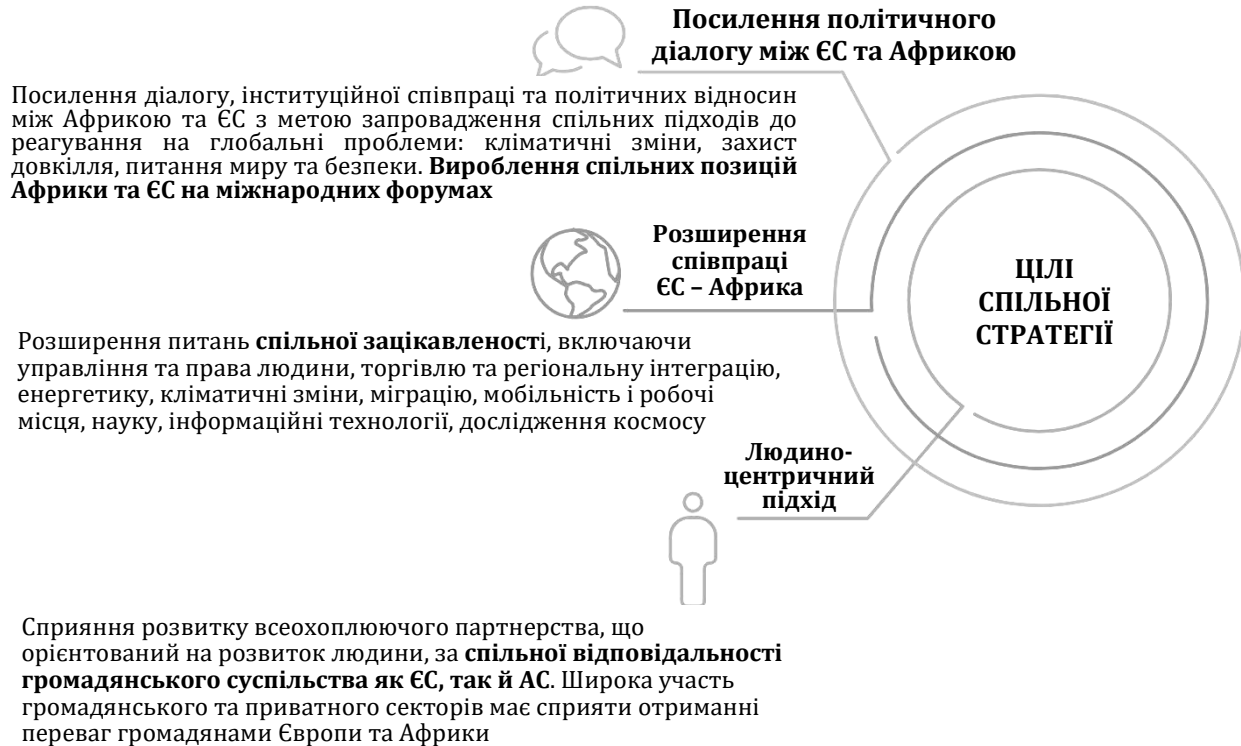 Посилення політичного
діалогу між ЄС та Африкою
Посилення діалогу, інституційної співпраці та політичних відносин
між Африкою та ЄС з метою запровадження спільних підходів до
реагування на глобальні проблеми: кліматичні зміни, захист
довкілля, питання миру та безпеки. Вироблення спільних позицій
Африки та ЄС на міжнародних форумах
Розширення
співпраці
ЄС – Африка
ЦІЛІ
СПІЛЬНОЇ
СТРАТЕГІЇ
Розширення питань спільної зацікавленості, включаючи
управління та права людини, торгівлю та регіональну інтеграцію,
енергетику, кліматичні зміни, міграцію, мобільність і робочі
місця, науку, інформаційні технології, дослідження космосу
Людино-
центричний
підхід
Сприяння розвитку всеохоплюючого партнерства, що
орієнтований на розвиток людини, за спільної відповідальності
громадянського суспільства як ЄС, так й АС. Широка участь
громадянського та приватного секторів має сприяти отриманні
переваг громадянами Європи та Африки